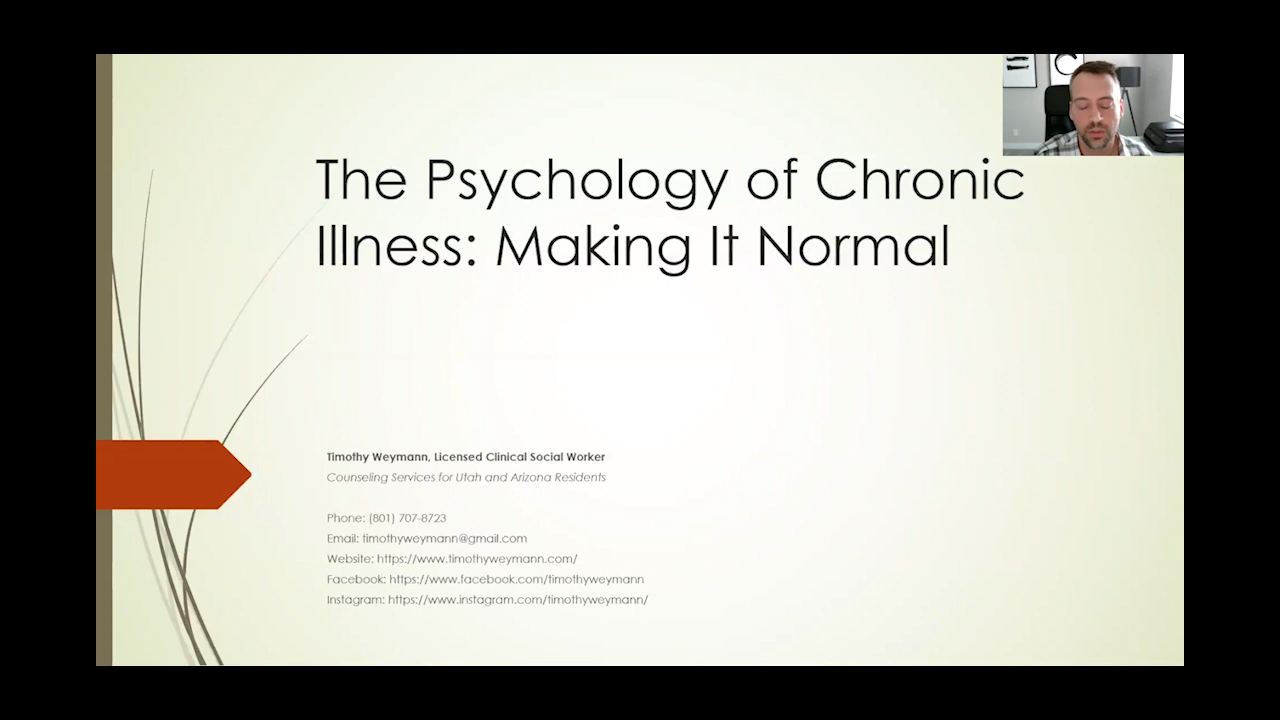 The Psychology of Chronic
Illness: Making It Normal
Timothy Weymann, Licensed Clinical Social Worker
Counseling Services for Utah and Arizona Residents
Phone: (801) 707-8723
Email: timothyweymann@gmail.com
Website: https://www.timothyweymann.com/
Facebook: https://www.facebook.com/timothyweymann
Instagram: https://www.instagram.com/timothyweymann/